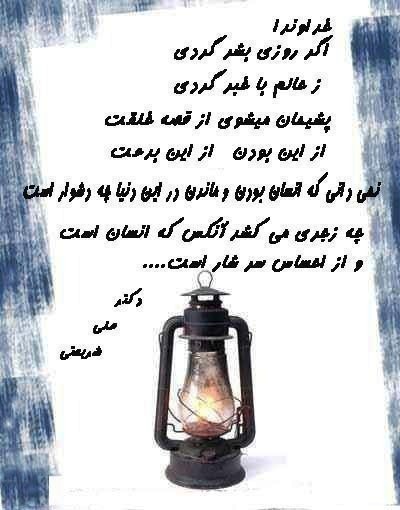 خداوندا
اگر روزی بشر گردی
ز حالم با خبر گردی
پشیمان میشوی از قصه خلقت
از این بودن از این بدعت
نمی دانی که انسان بودن و ماندن در این دنیا چه دشوار است
چه زجری می کشد آنکس که انسان است
و از احساس سر شار است....
دکتر
علی
شریعتی